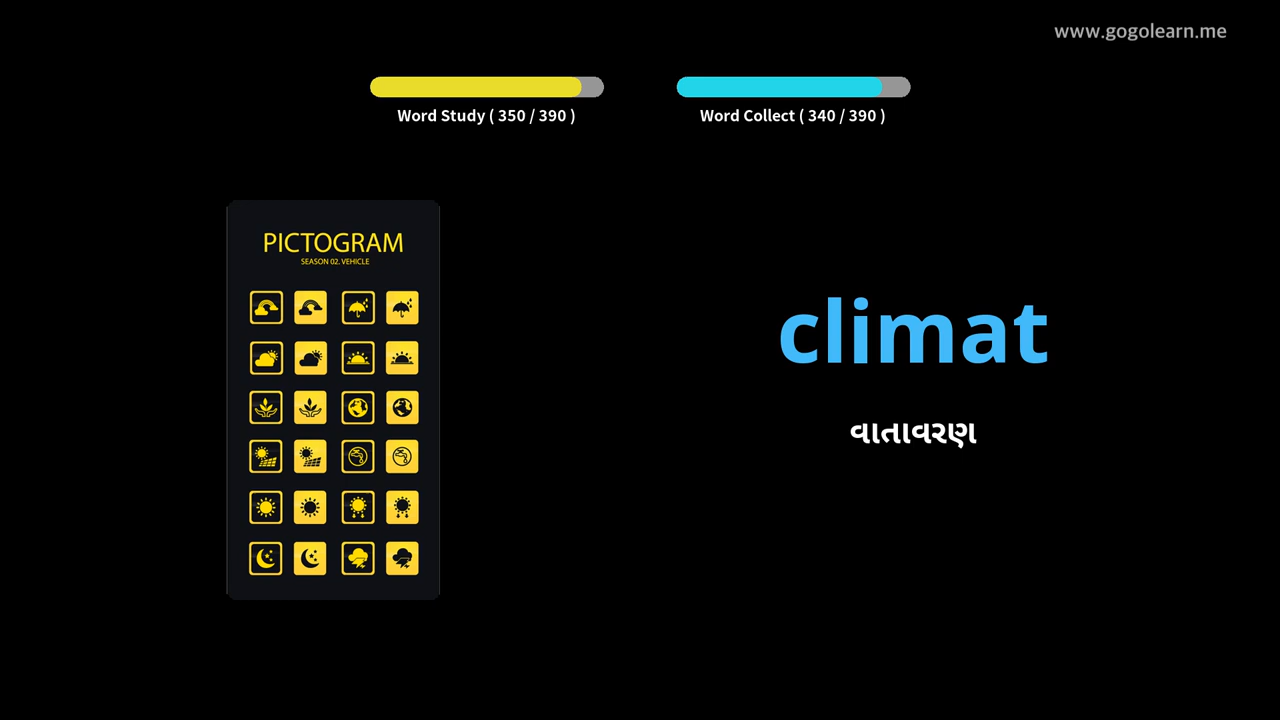 www.gogolearn.me
Word Study ( 350 / 390 )
Word Collect ( 340 / 390 )
PICTOGRAM
SEASON 02. VEHICLE
climat
વાતાવરણ